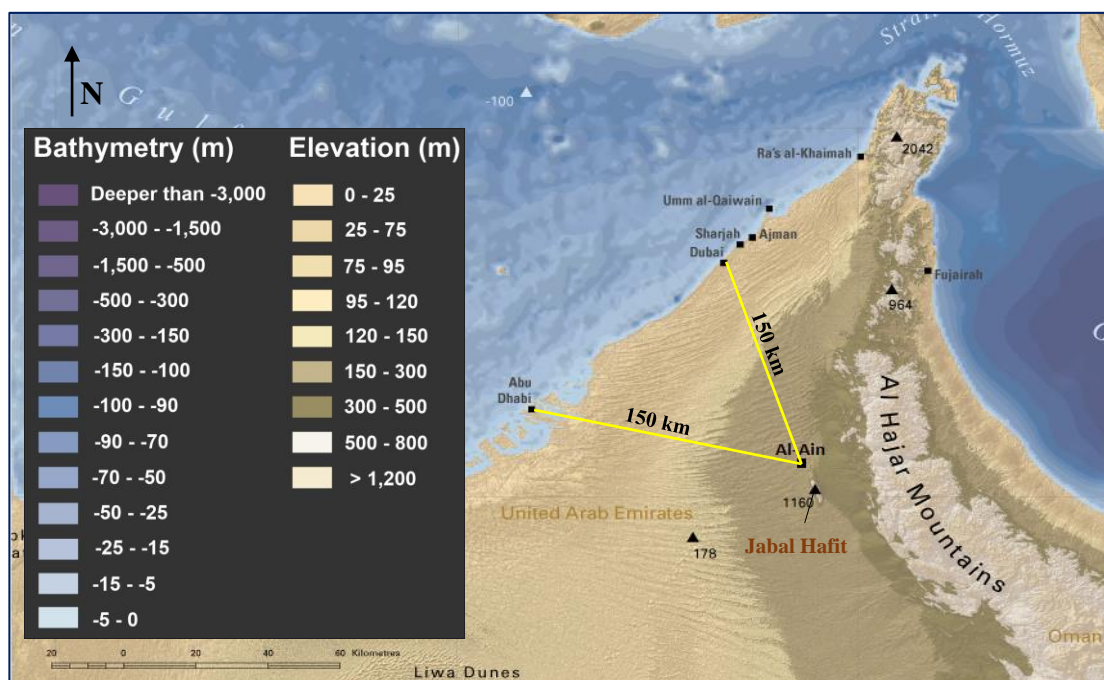 N
G u l f
-100
Strait
Hormuz
2042
Ra's al-Khaimah
Umm al-Qaiwain
Ajman
Sharjah
Dubai
Fujairah
964
Bathymetry (m)
Deeper than -3,000
-3,000 - -1,500
-1,500 - -500
-500 - -300
-300 - -150
-150 - -100
-100 - -90
-90 - -70
-70 - -50
-50 - -25
-25 - -15
-15 - -5
-5 - 0
Elevation (m)
0 - 25
25 - 75
75 - 95
95 - 120
120 - 150
150 - 300
300 - 500
500 - 800
> 1,200
150 km
Abu
Dhabi
150 km
Al-Ain
Al Hajar Mountains
1160
United Arab Emirates
Jabal Hafit
178
Oman
20 0 20 40 60 Kilometres
Liwa Dunes